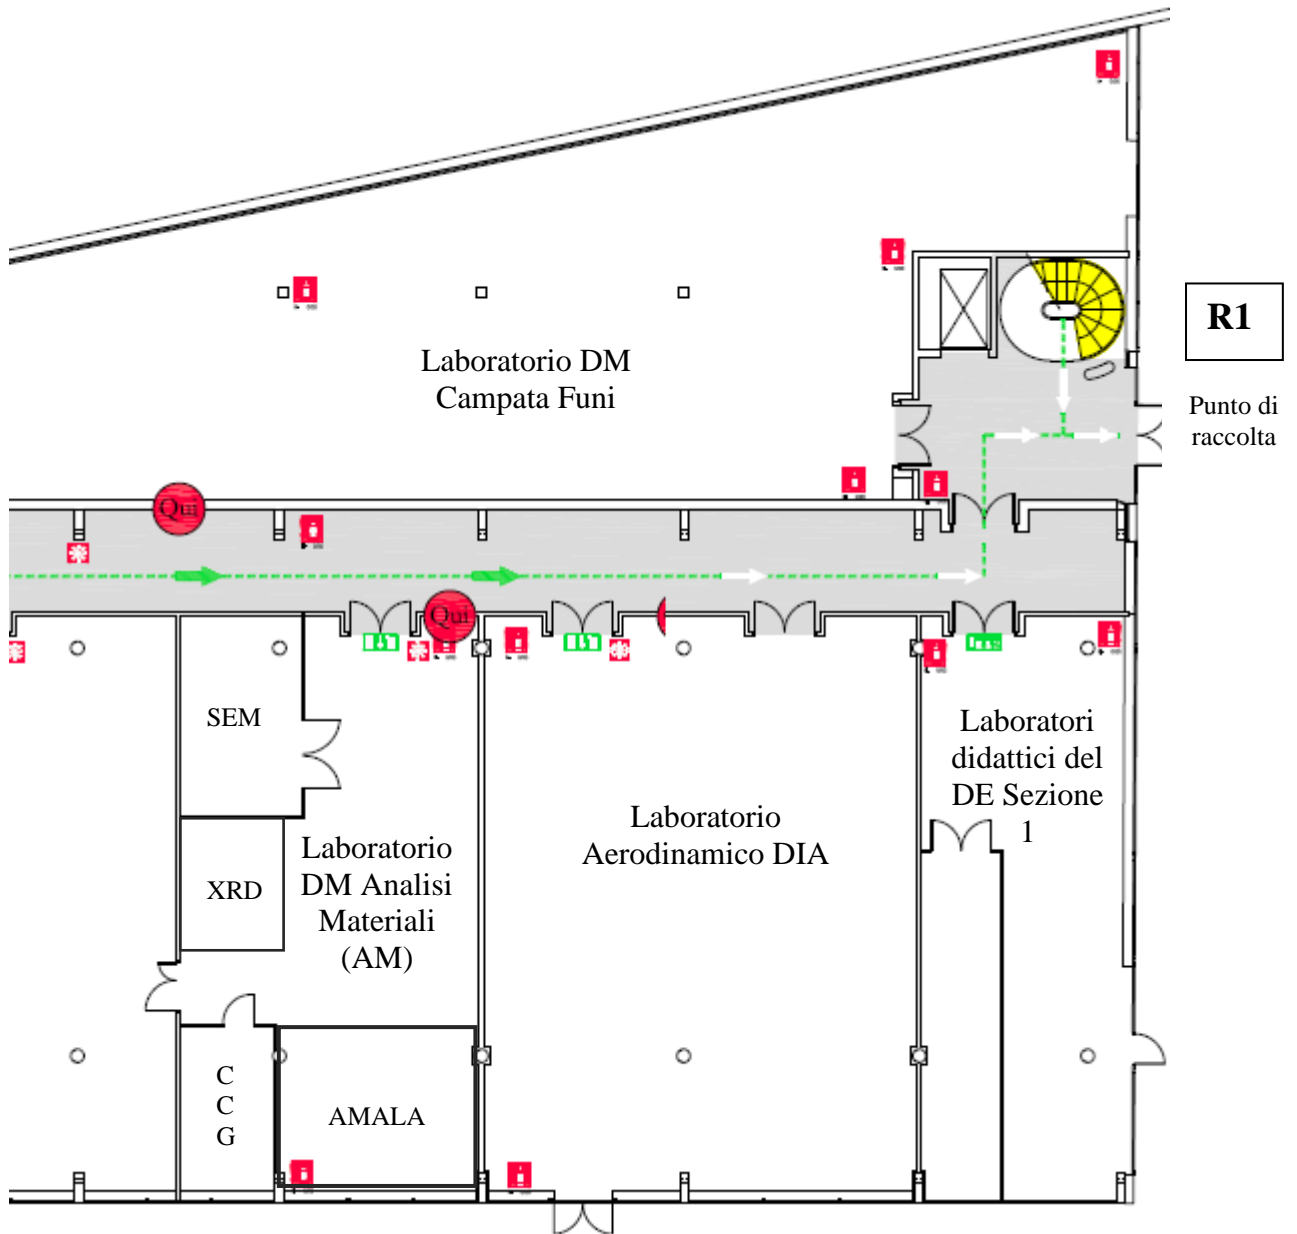 R1
Laboratorio DM
Campata Funi
Punto di
raccolta
Qui
Qui
SEM
Laboratori
didattici del
DE Sezione
1
Laboratorio
Aerodinamico DIA
Laboratorio
DM Analisi
Materiali
(AM)
XRD
C
C
G
AMALA